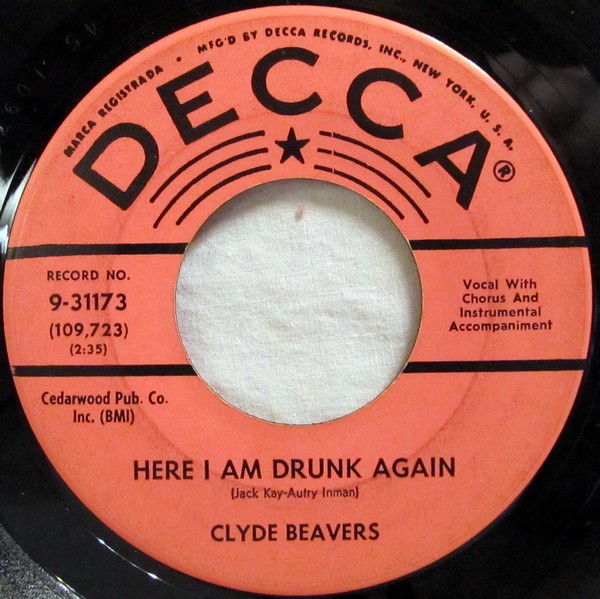 MARCA REGISTRADA • MFG'D BY DECCA RECORDS, INC., NEW YORK, U. S. A.
DECCA®
RECORD NO.
9-31173
(109,723)
(2:35)
Vocal With
Chorus And
Instrumental
Accompaniment
Cedarwood Pub. Co.
Inc. (BMI)
HERE I AM DRUNK AGAIN
(Jack Kay-Autry Inman)
CLYDE BEAVERS